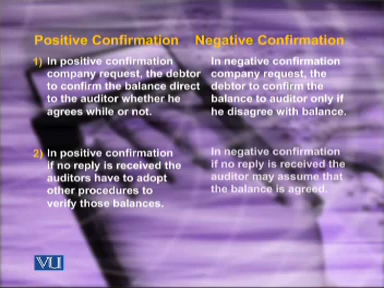 Positive Confirmation Negative Confirmation
1) In positive confirmation
company request, the debtor
to confirm the balance direct
to the auditor whether he
agrees while or not.
In negative confirmation
company request, the
debtor to confirm the
balance to auditor only if
he disagree with balance.
2) In positive confirmation
if no reply is received the
auditors have to adopt
other procedures to
verify those balances.
In negative confirmation
if no reply is received the
auditor may assume that
the balance is agreed.
VU